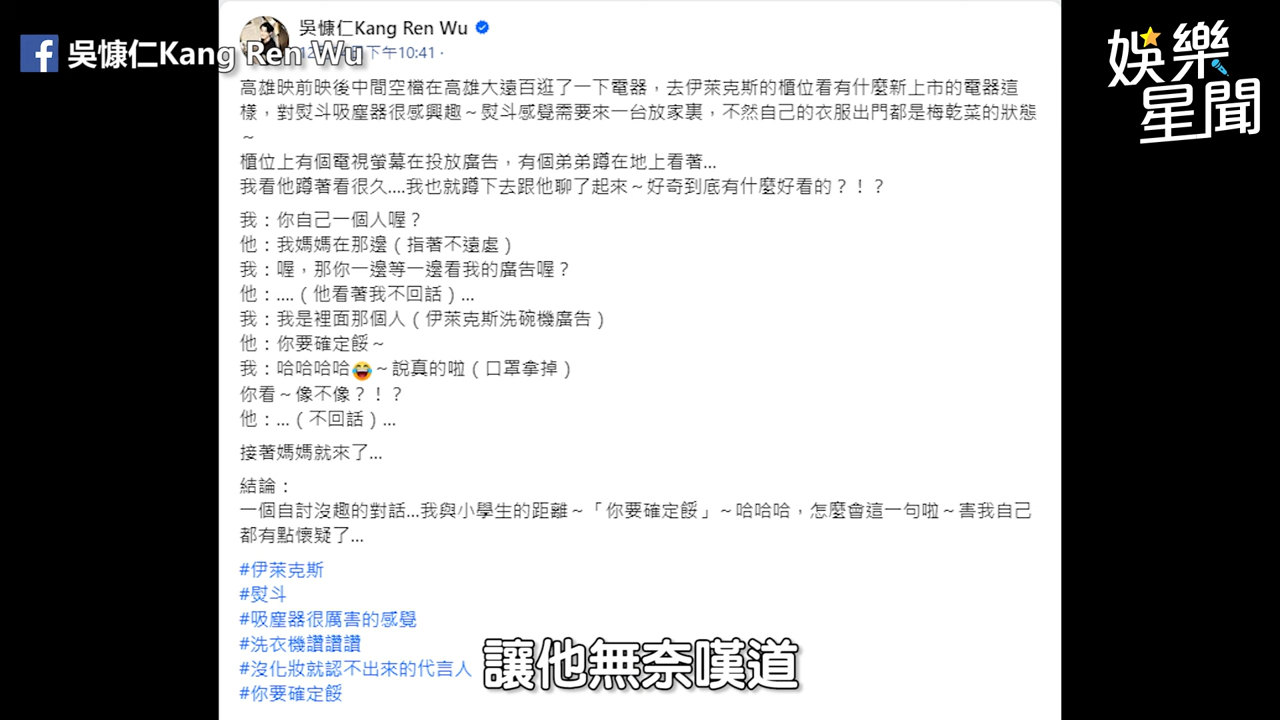 吳慷仁Kang Ren Wu
吳慷仁Kang Ren Wu
下午10:41 ·
娛樂
星聞
高雄映前映後中間空檔在高雄大遠百逛了一下電器，去伊萊克斯的櫃位看有什麼新上市的電器這
樣，對熨斗吸塵器很感興趣～熨斗感覺需要來一台放家裏，不然自己的衣服出門都是梅乾菜的狀態
～
櫃位上有個電視螢幕在投放廣告，有個弟弟蹲在地上看著...
我看他蹲著看很久....我也就蹲下去跟他聊了起來～好奇到底有什麼好看的？！？
我：你自己一個人喔？
他：我媽媽在那邊（指著不遠處）
我：喔，那你一邊等一邊看我的廣告喔？
他：....（他看著我不回話）...
我：我是裡面那個人（伊萊克斯洗碗機廣告）
他：你要確定餒～
我：哈哈哈哈😂～說真的啦（口罩拿掉）
你看～像不像？！？
他：...（不回話）...
接著媽媽就來了...
結論：
一個自討沒趣的對話...我與小學生的距離～「你要確定餒」～哈哈哈，怎麼會這一句啦～害我自己
都有點懷疑了...
#伊萊克斯
#熨斗
#吸塵器很厲害的感覺
#洗衣機讚讚讚
#沒化妝就認不出來的代言人
#你要確定餒
讓他無奈嘆道